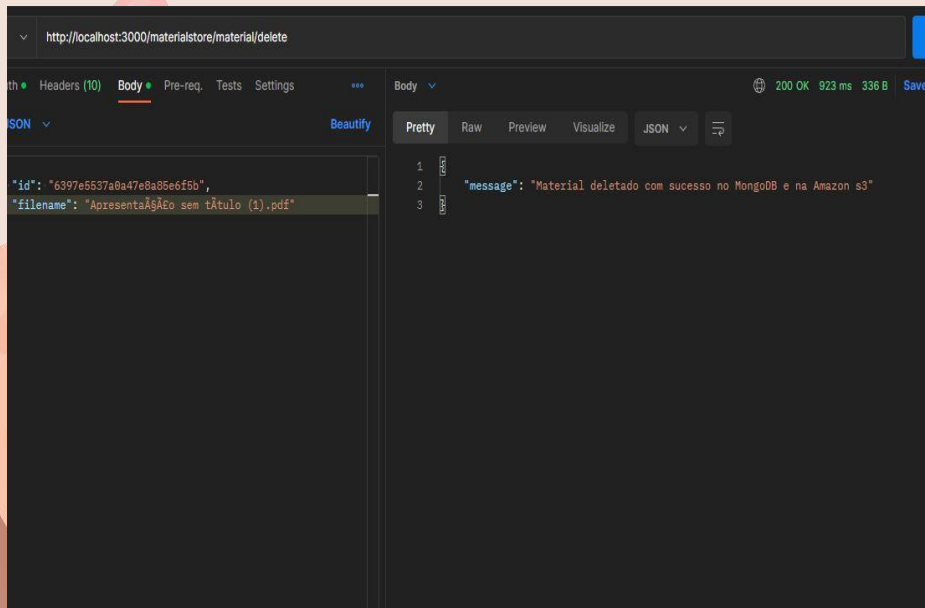 http://localhost:3000/materialstore/material/delete
th Headers (10) Body Pre-req. Tests Settings
Body
200 OK 923 ms 336 B Save
JSON
Beautify
Pretty Raw Preview Visualize JSON
"id": "6397e5537a0a47e8a85e6f5b",
"filename": "ApresentaÃ§Ã£o sem tÃtulo (1).pdf"
1 {
2 "message": "Material deletado com sucesso no MongoDB e na Amazon s3"
3 }